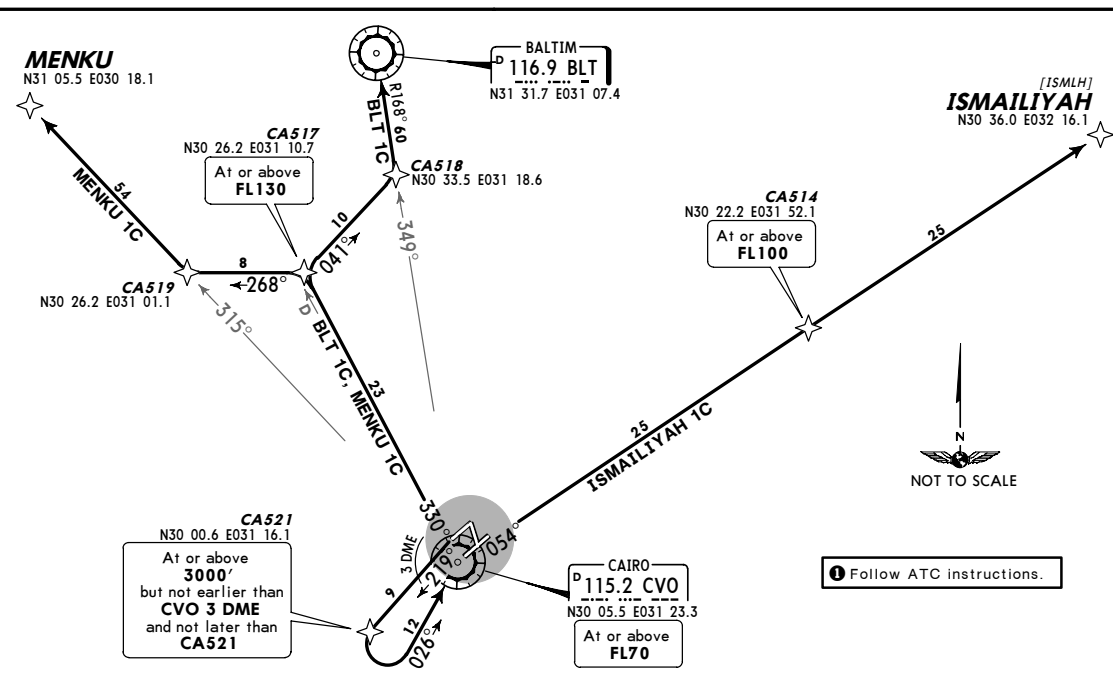 MENKU
N31 05.5 E030 18.1
BALTIM
D 116.9 BLT
N31 31.7 E031 07.4
[ISMLH]
ISMAILIYAH
N30 36.0 E032 16.1
R168° 60
BLT 1C
CA517
N30 26.2 E031 10.7
At or above
FL130
CA518
N30 33.5 E031 18.6
54
MENKU 1C
10
041°
349°
CA514
N30 22.2 E031 52.1
At or above
FL100
25
8
268°
CA519
N30 26.2 E031 01.1
315°
D
BLT 1C, MENKU 1C
23
25
ISMAILIYAH 1C
N
NOT TO SCALE
330°
054°
CA521
N30 00.6 E031 16.1
At or above
3000'
but not earlier than
CVO 3 DME
and not later than
CA521
3 DME
219°
9
12
026°
CAIRO
D 115.2 CVO
N30 05.5 E031 23.3
At or above
FL70
1 Follow ATC instructions.